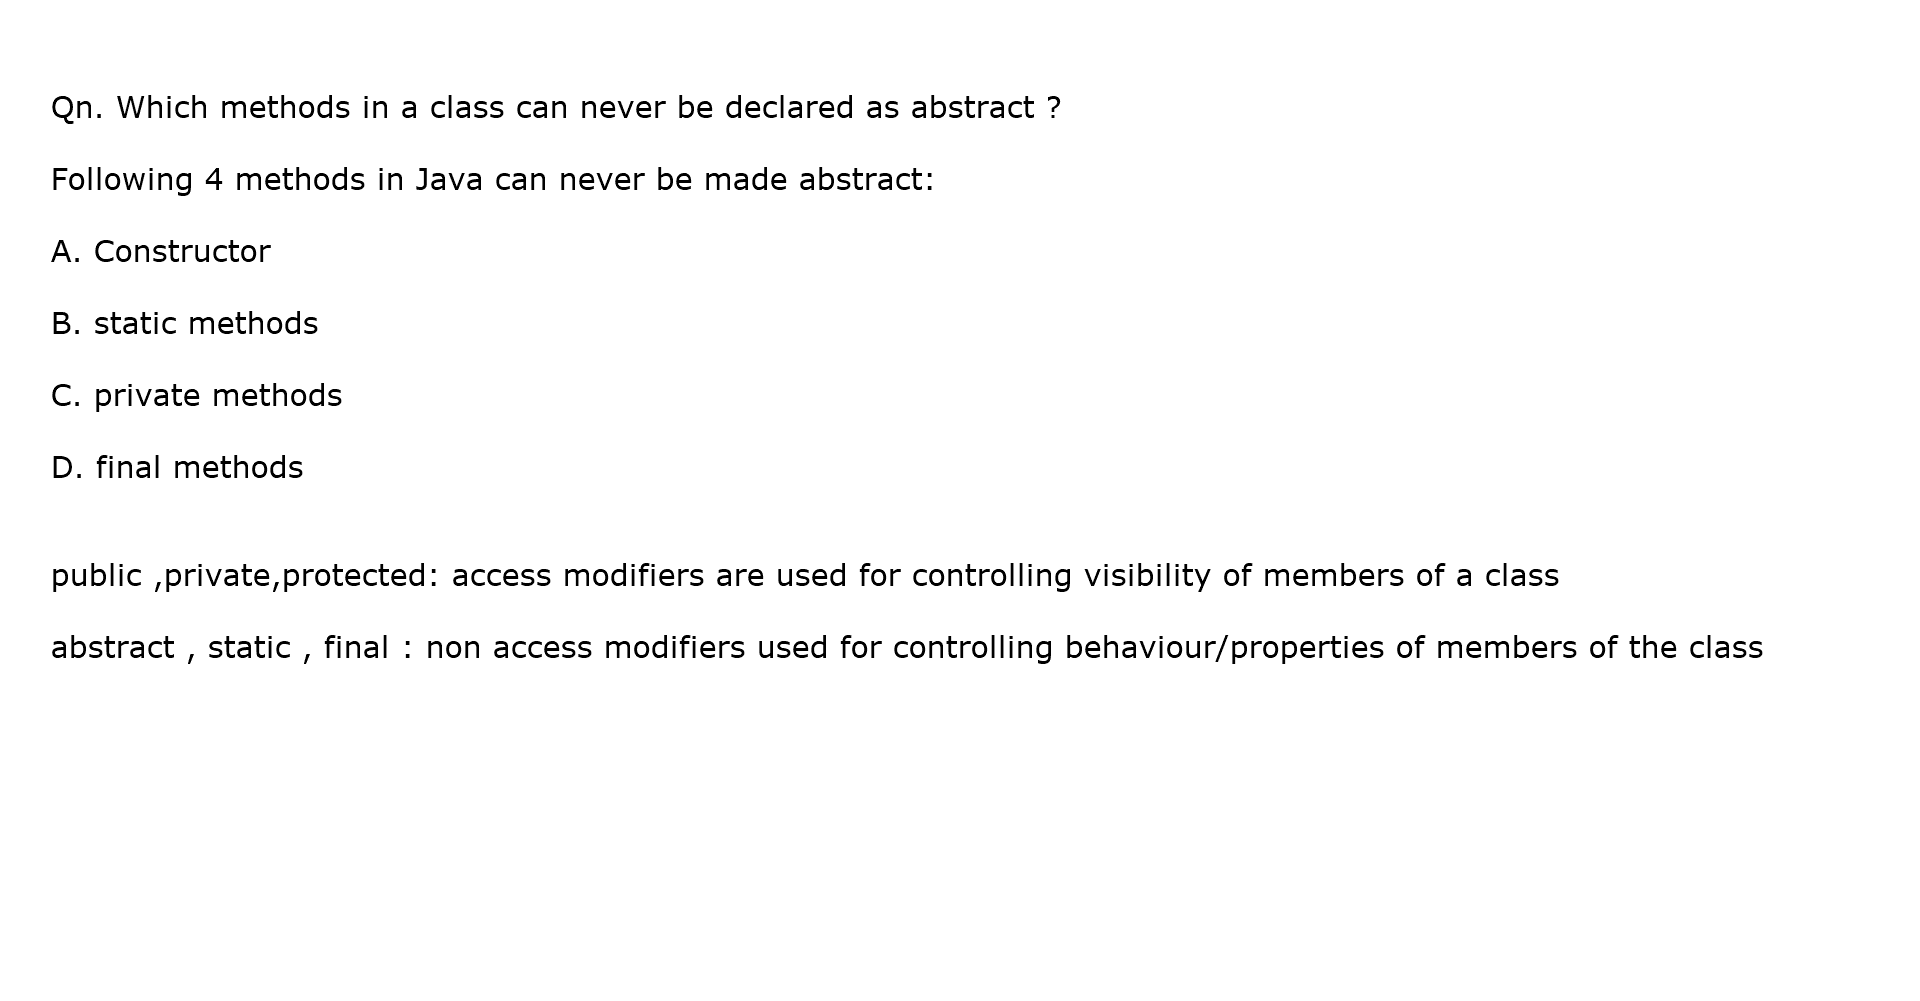 Qn. Which methods in a class can never be declared as abstract ?
Following 4 methods in Java can never be made abstract:
A. Constructor
B. static methods
C. private methods
D. final methods
public ,private,protected: access modifiers are used for controlling visibility of members of a class
abstract , static , final : non access modifiers used for controlling behaviour/properties of members of the class